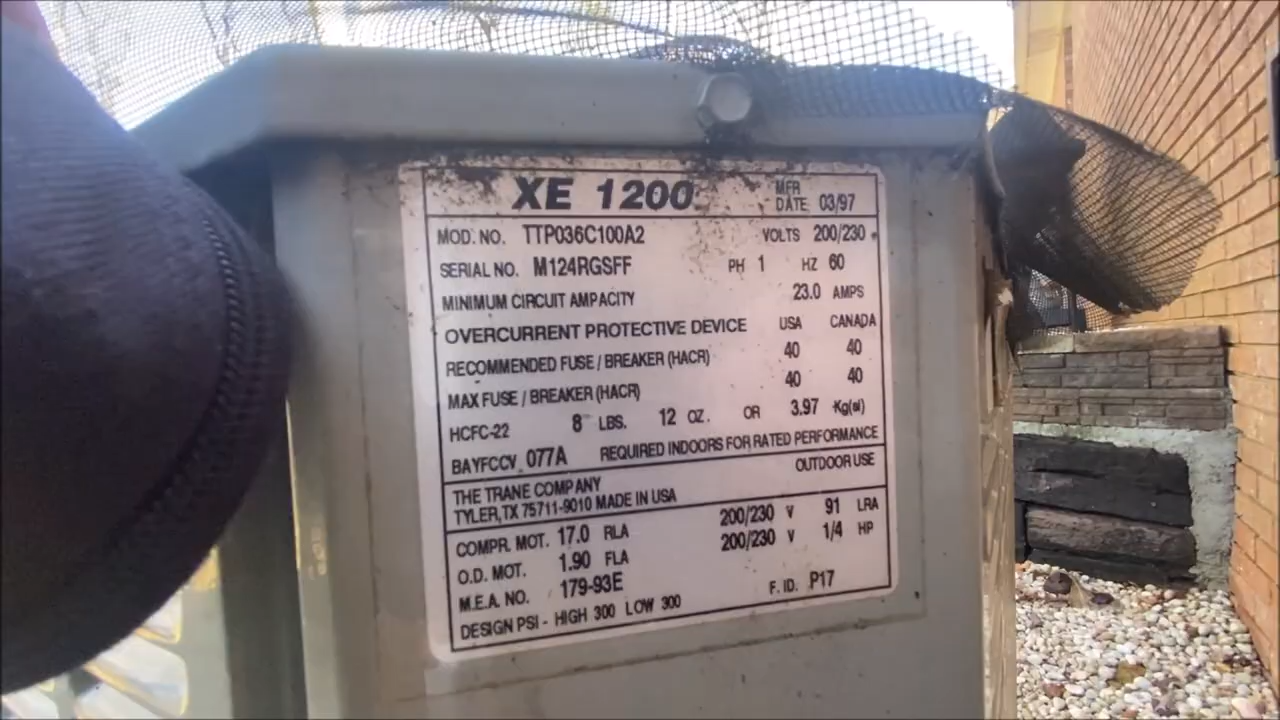 XE 1200 MFR DATE 03/97
MOD. NO. TTP036C100A2 VOLTS 200/230
SERIAL NO. M124RGSFF PH 1 HZ 60
MINIMUM CIRCUIT AMPACITY 23.0 AMPS
OVERCURRENT PROTECTIVE DEVICE USA CANADA
RECOMMENDED FUSE / BREAKER (HACR) 40 40
MAX FUSE / BREAKER (HACR) 40 40
HCFC-22 8 LBS. 12 OZ. OR 3.97 Kg(si)
BAYFCCV 077A REQUIRED INDOORS FOR RATED PERFORMANCE
THE TRANE COMPANY OUTDOOR USE
TYLER, TX 75711-9010 MADE IN USA
COMPR. MOT. 17.0 RLA 200/230 V 91 LRA
O.D. MOT. 1.90 FLA 200/230 V 1/4 HP
M.E.A. NO. 179-93E F. ID. P17
DESIGN PSI - HIGH 300 LOW 300